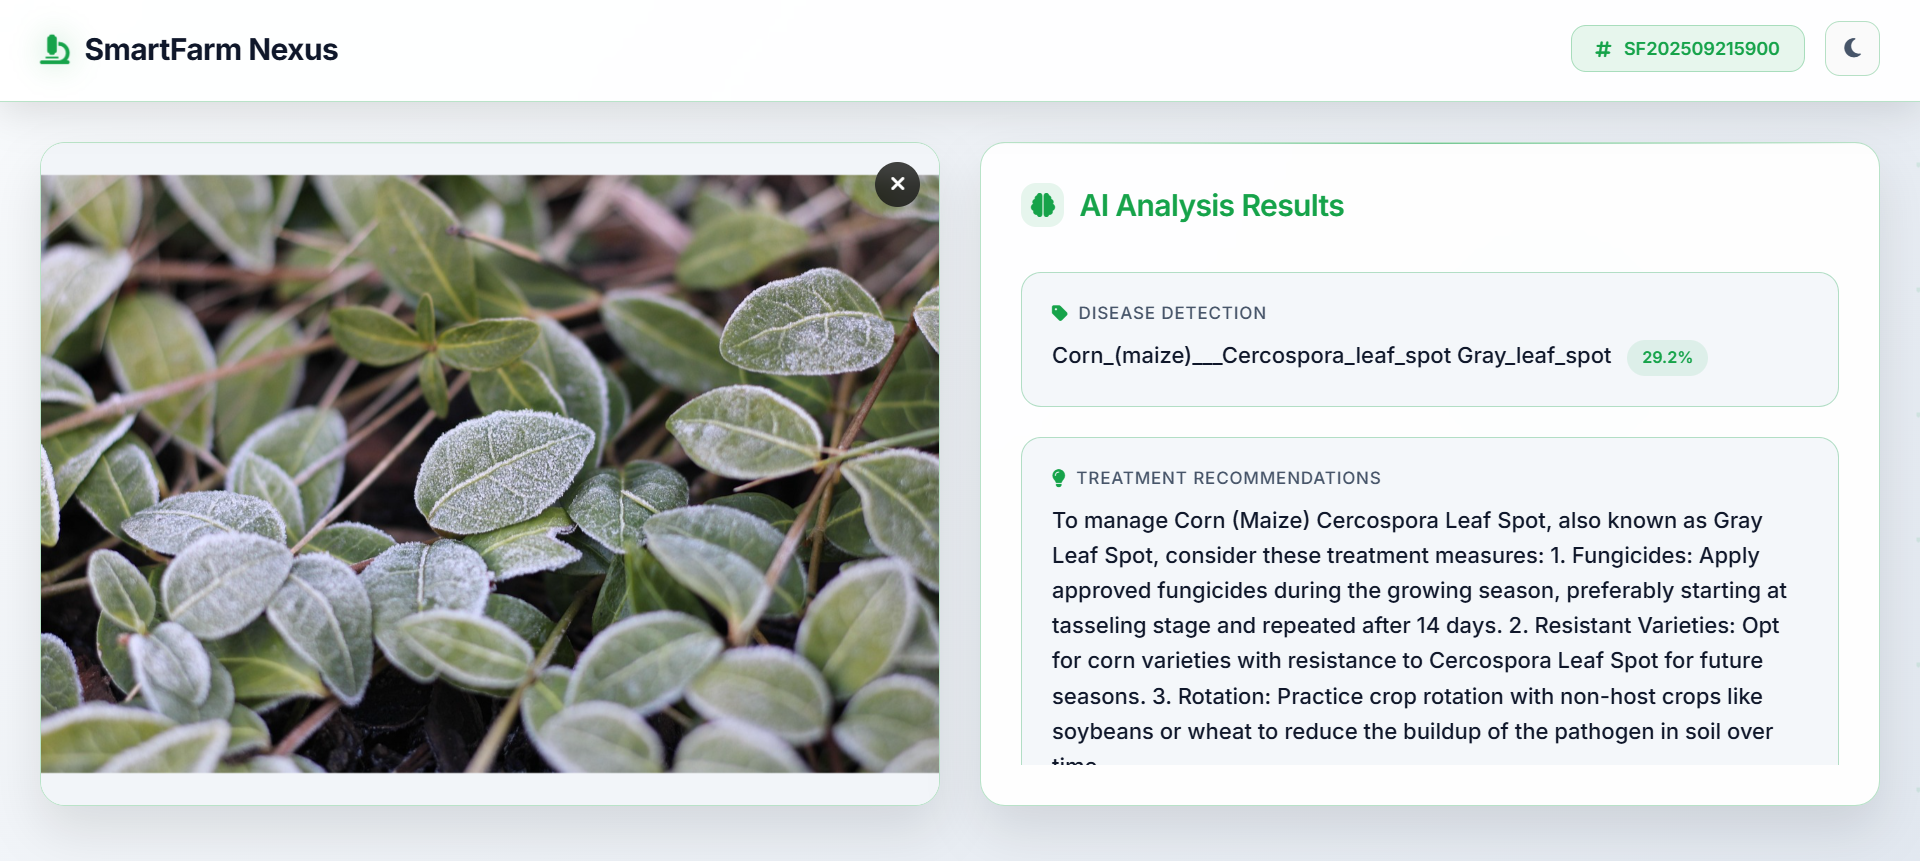 SmartFarm Nexus
# SF202509215900
AI Analysis Results
DISEASE DETECTION
Corn_(maize)___Cercospora_leaf_spot Gray_leaf_spot 29.2%
TREATMENT RECOMMENDATIONS
To manage Corn (Maize) Cercospora Leaf Spot, also known as Gray
Leaf Spot, consider these treatment measures: 1. Fungicides: Apply
approved fungicides during the growing season, preferably starting at
tasseling stage and repeated after 14 days. 2. Resistant Varieties: Opt
for corn varieties with resistance to Cercospora Leaf Spot for future
seasons. 3. Rotation: Practice crop rotation with non-host crops like
soybeans or wheat to reduce the buildup of the pathogen in soil over
time